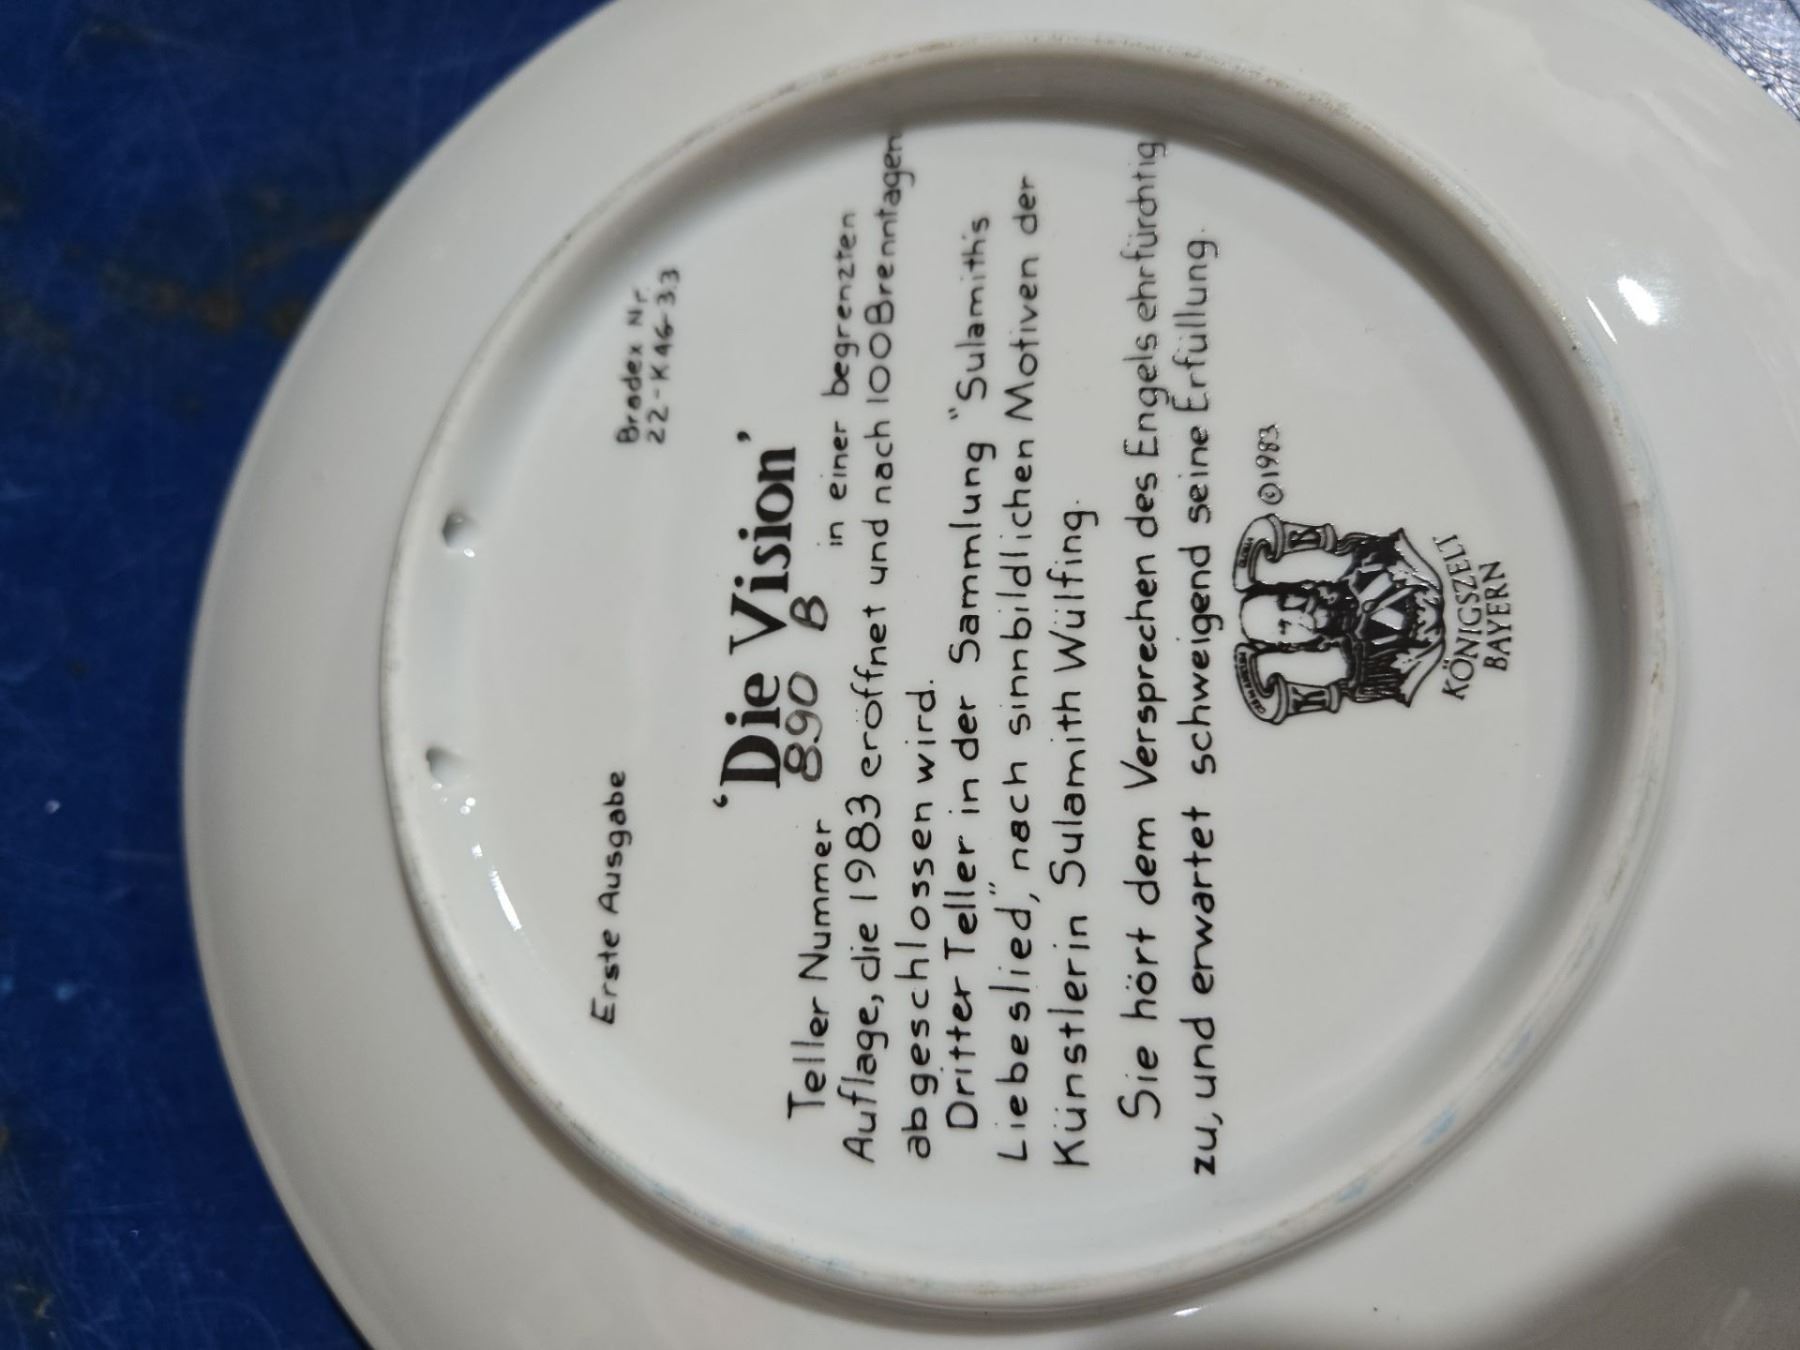 Erste Ausgabe
Bradex Nr.
22-K46-3.3
‘Die Vision’
Teller Nummer 890 B in einer begrenzten
Auflage, die 1983 eröffnet und nach 100 Brenntagen
abgeschlossen wird.
Dritter Teller in der Sammlung "Sulamith's
Liebeslied", nach sinnbildlichen Motiven der
Künstlerin Sulamith Wülfing.
Sie hört dem Versprechen des Engels ehrfürchtig
zu, und erwartet schweigend seine Erfüllung.
©1983
K B
KÖNIGSZELT
BAYERN